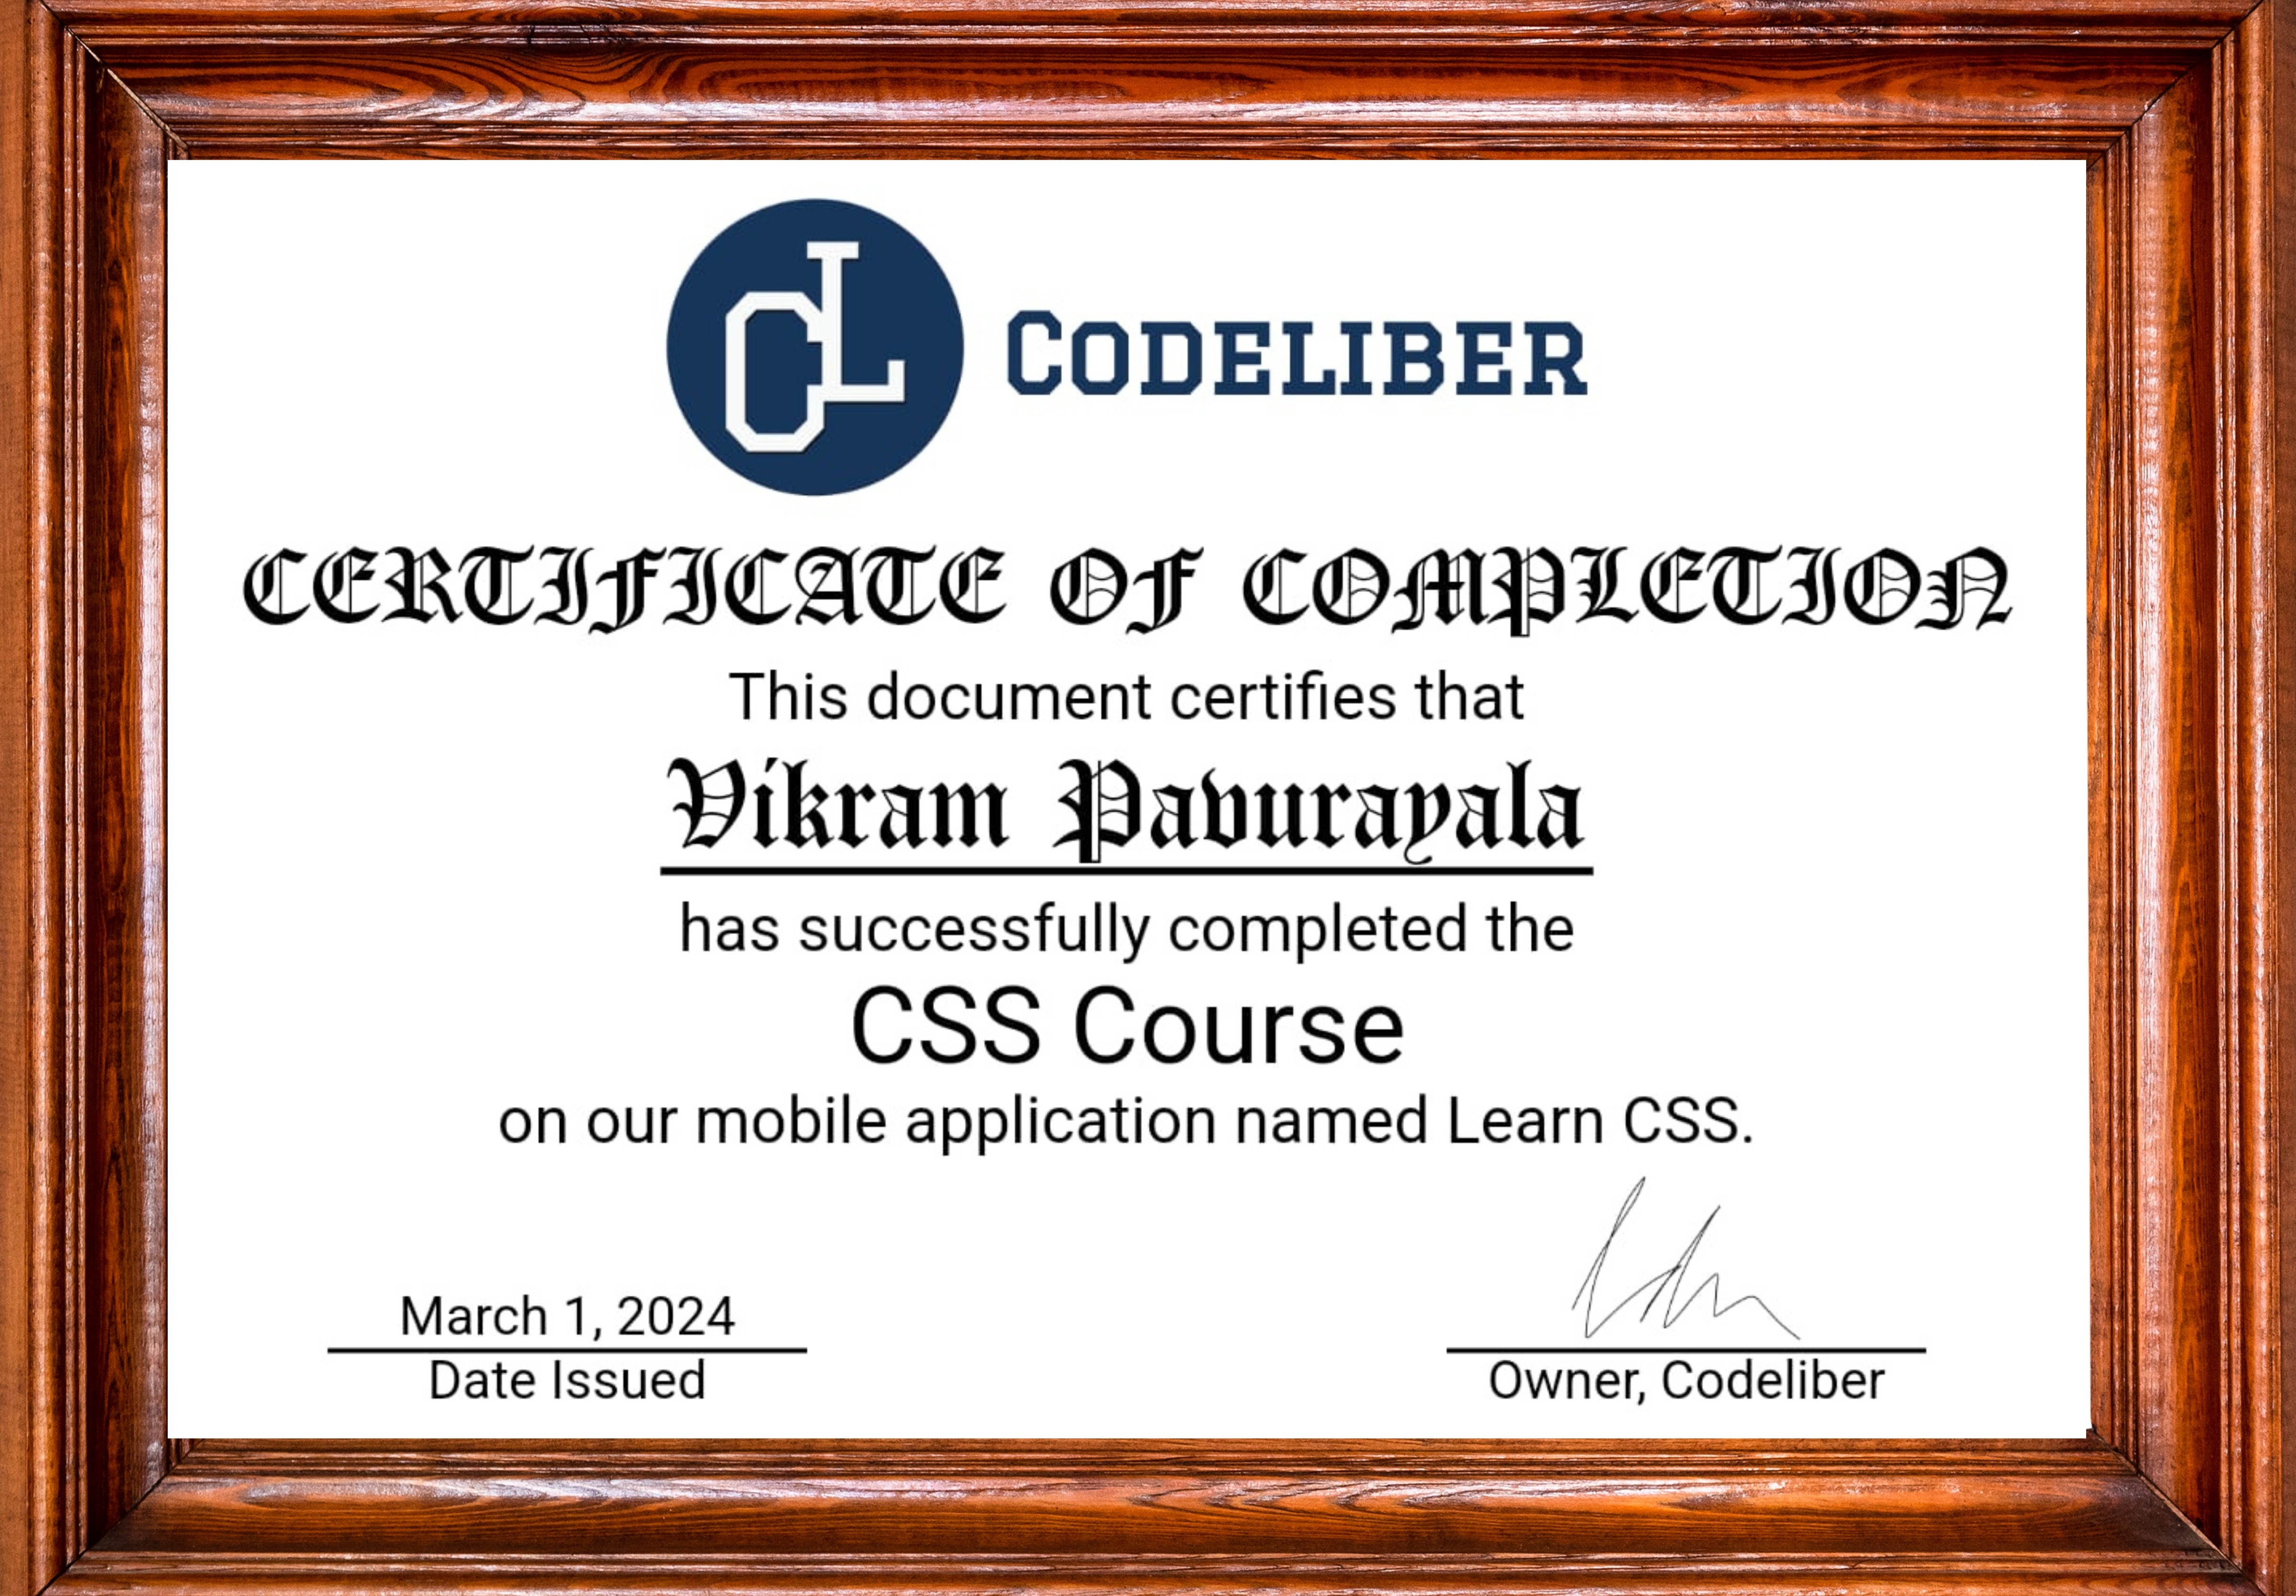 CL
CODELIBER
CERTIFICATE OF COMPLETION
This document certifies that
Vikram Pavurayala
has successfully completed the
CSS Course
on our mobile application named Learn CSS.
March 1, 2024
Date Issued
Owner, Codeliber